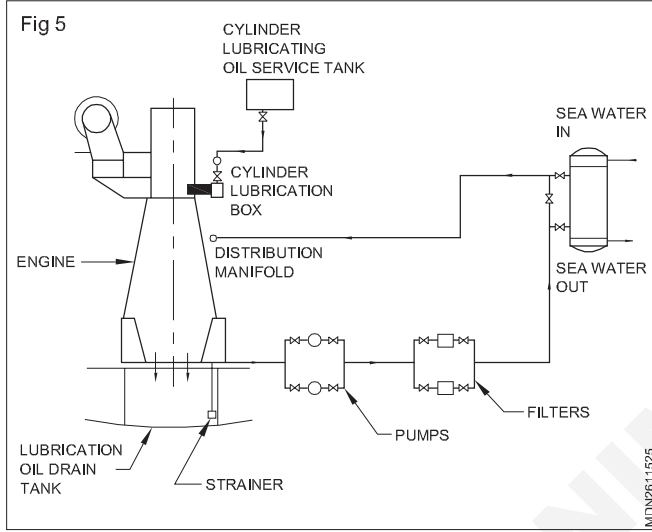 Fig 5
CYLINDER
LUBRICATING
OIL SERVICE TANK
SEA WATER
IN
CYLINDER
LUBRICATION
BOX
DISTRIBUTION
MANIFOLD
ENGINE
SEA WATER
OUT
FILTERS
PUMPS
LUBRICATION
OIL DRAIN
TANK
STRAINER
MDN2611525